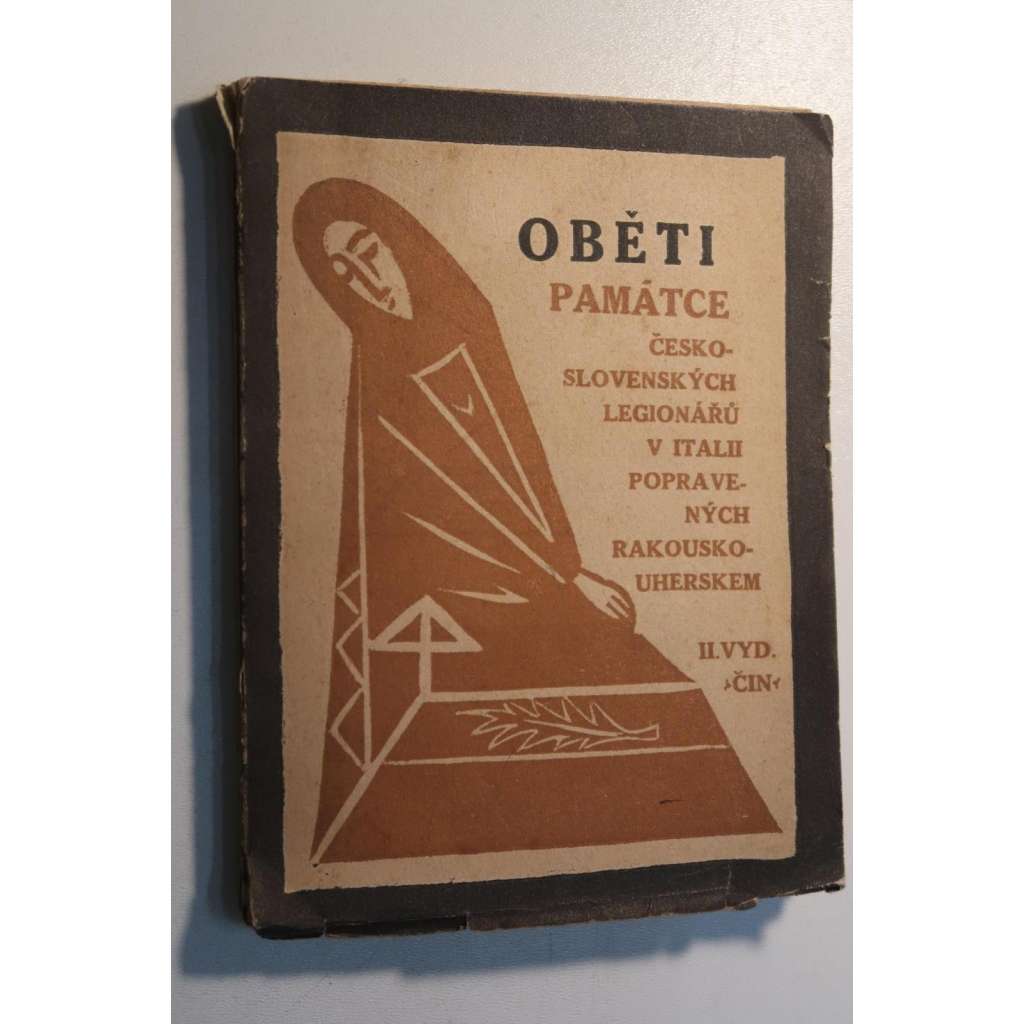 OBĚTI
PAMÁTCE
ČESKO-
SLOVENSKÝCH
LEGIONÁŘŮ
V ITALII
POPRAVE-
NÝCH
RAKOUSKO-
UHERSKEM
II.VYD.
›ČIN‹